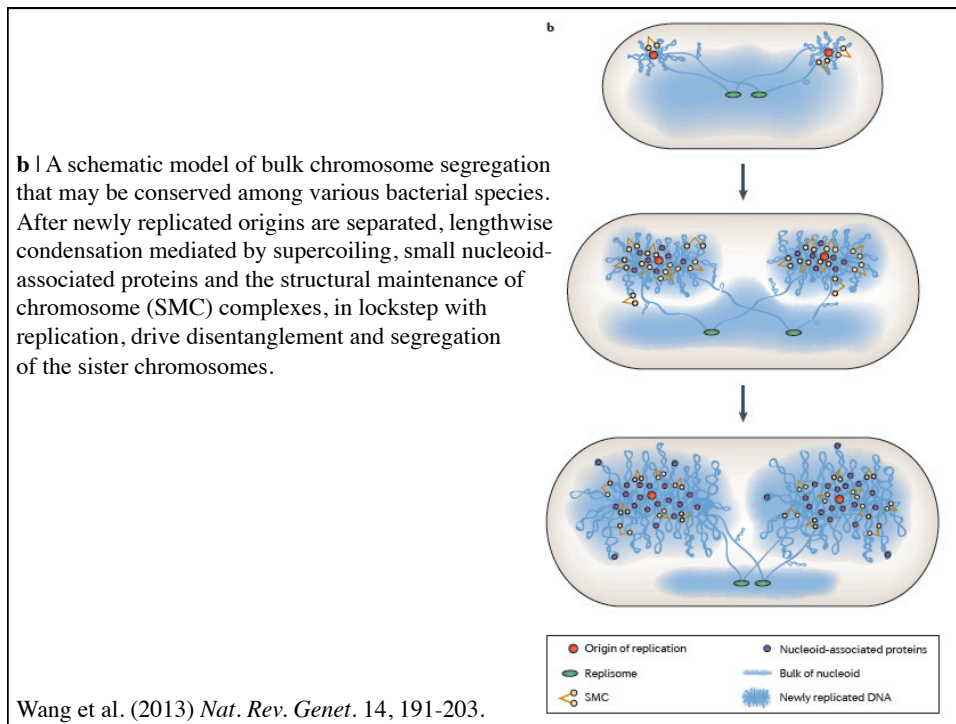 b
b | A schematic model of bulk chromosome segregation
that may be conserved among various bacterial species.
After newly replicated origins are separated, lengthwise
condensation mediated by supercoiling, small nucleoid-
associated proteins and the structural maintenance of
chromosome (SMC) complexes, in lockstep with
replication, drive disentanglement and segregation
of the sister chromosomes.
Origin of replication
Nucleoid-associated proteins
Replisome
Bulk of nucleoid
SMC
Newly replicated DNA
Wang et al. (2013) Nat. Rev. Genet. 14, 191-203.